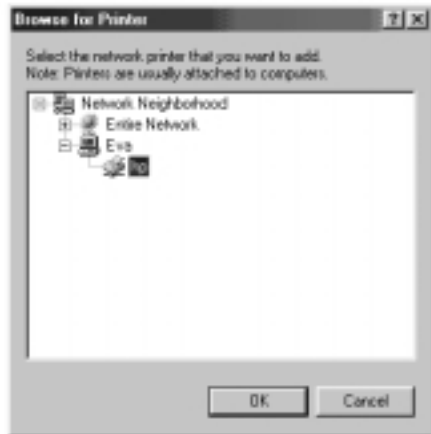 Browse for Printer
Select the network printer that you want to add.
Note: Printers are usually attached to computers.
Network Neighborhood
Entire Network
Eva
hp
OK
Cancel